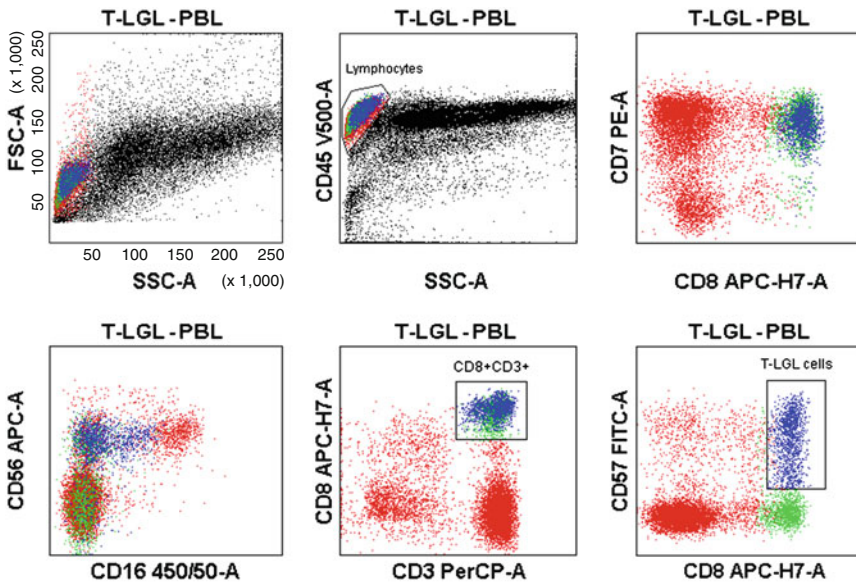 T-LGL - PBL
T-LGL - PBL
T-LGL - PBL
FSC-A (x 1,000)
250
200
150
100
50
50 100 150 200 250
SSC-A (x 1,000)
Lymphocytes
CD45 V500-A
SSC-A
CD7 PE-A
CD8 APC-H7-A
T-LGL - PBL
T-LGL - PBL
T-LGL - PBL
CD56 APC-A
CD16 450/50-A
CD8+CD3+
CD8 APC-H7-A
CD3 PerCP-A
T-LGL cells
CD57 FITC-A
CD8 APC-H7-A